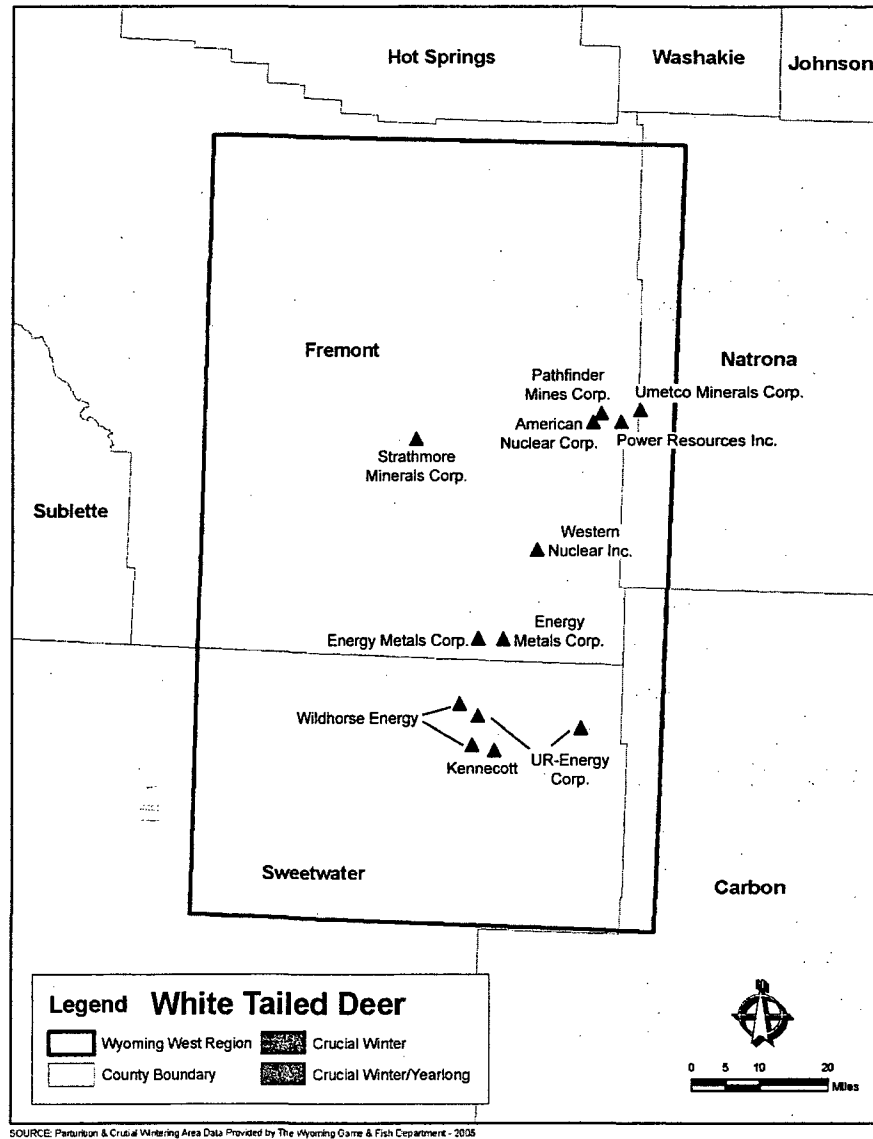 Hot Springs
Washakie
Johnson
Fremont
Natrona
Pathfinder
Mines Corp.
Umetco Minerals Corp.
American
Nuclear Corp.
Power Resources Inc.
Strathmore
Minerals Corp.
Sublette
Western
Nuclear Inc.
Energy Metals Corp.
Energy
Metals Corp.
Wildhorse Energy
Kennecott
UR-Energy
Corp.
Sweetwater
Carbon
Legend White Tailed Deer
Wyoming West Region
Crucial Winter
County Boundary
Crucial Winter/Yearlong
0 5 10 20
Miles
SOURCE: Parturition & Crucial Wintering Area Data Provided by The Wyoming Game & Fish Department - 2005